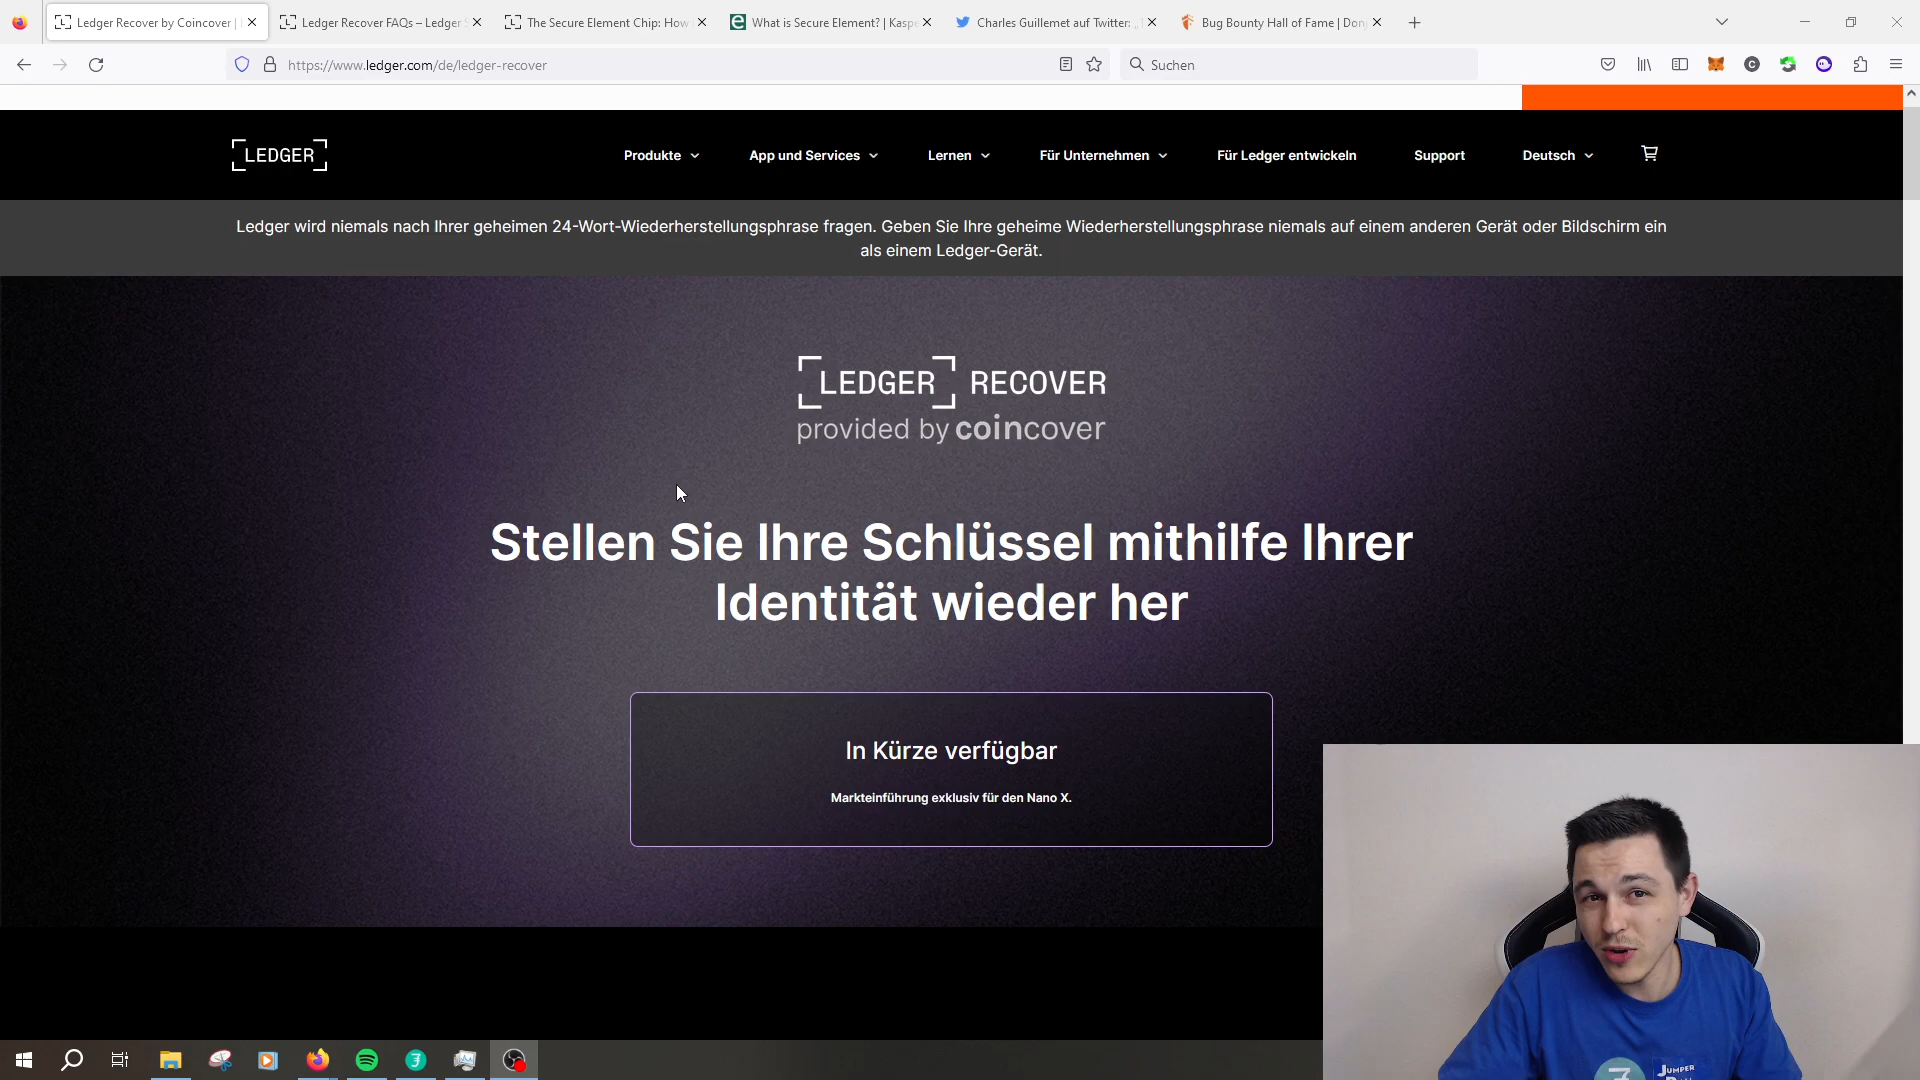 Ledger Recover by Coincover |
Ledger Recover FAQs – Ledger S
The Secure Element Chip: How
What is Secure Element? | Kaspe
Charles Guillemet auf Twitter: „
Bug Bounty Hall of Fame | Donj
https://www.ledger.com/de/ledger-recover
Suchen
LEDGER
Produkte
App und Services
Lernen
Für Unternehmen
Für Ledger entwickeln
Support
Deutsch
Ledger wird niemals nach Ihrer geheimen 24-Wort-Wiederherstellungsphrase fragen. Geben Sie Ihre geheime Wiederherstellungsphrase niemals auf einem anderen Gerät oder Bildschirm ein
als einem Ledger-Gerät.
LEDGER RECOVER
provided by coincover
Stellen Sie Ihre Schlüssel mithilfe Ihrer
Identität wieder her
In Kürze verfügbar
Markteinführung exklusiv für den Nano X.
JUMPER